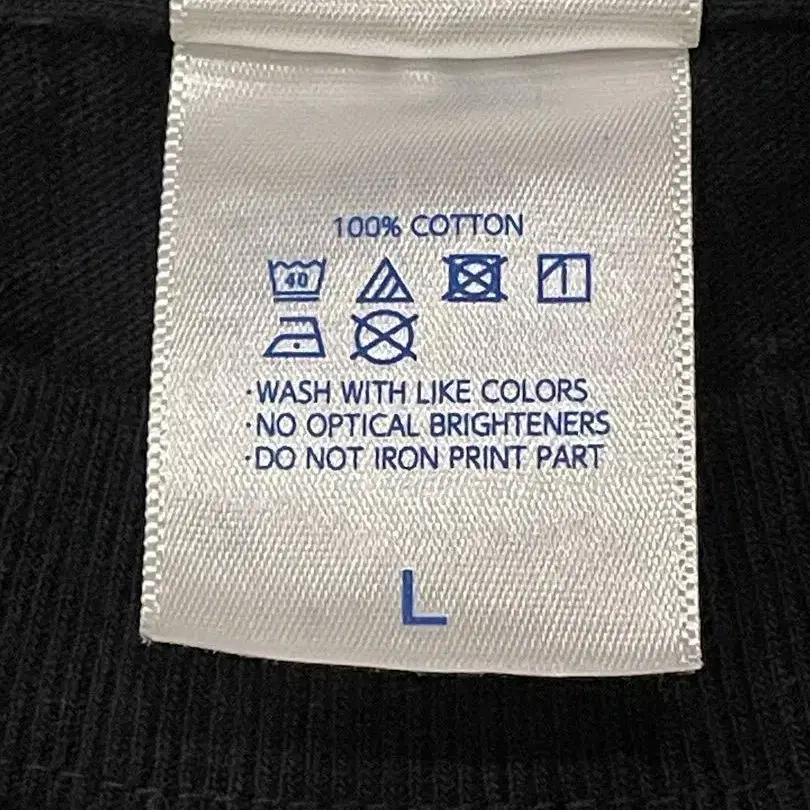 100% COTTON
40
·WASH WITH LIKE COLORS
·NO OPTICAL BRIGHTENERS
·DO NOT IRON PRINT PART
L